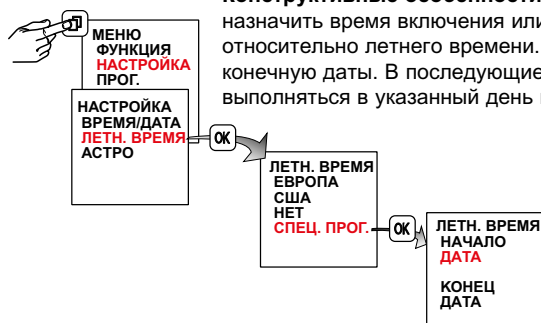 Конструктивные особенности
назначить время включения или
относительно летнего времени.
конечную даты. В последующие
выполняться в указанный день
МЕНЮ
ФУНКЦИЯ
НАСТРОЙКА
ПРОГ.
НАСТРОЙКА
ВРЕМЯ/ДАТА
ЛЕТН. ВРЕМЯ
АСТРО
OK
ЛЕТН. ВРЕМЯ
ЕВРОПА
США
НЕТ
СПЕЦ. ПРОГ.
OK
ЛЕТН. ВРЕМЯ
НАЧАЛО
ДАТА
КОНЕЦ
ДАТА